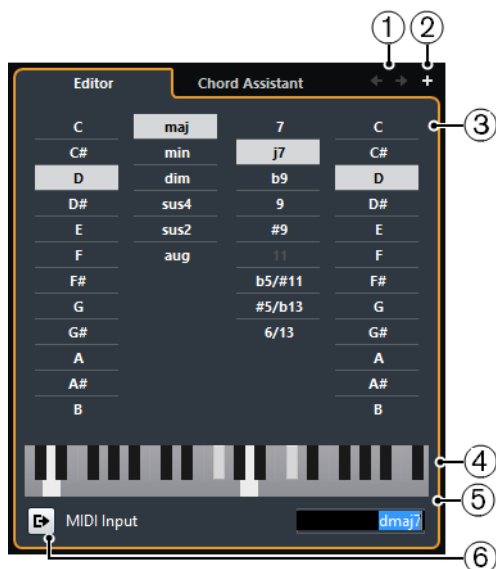 1 2
Editor Chord Assistant
C maj 7 C 3
C# min j7 C#
D dim b9 D
D# sus4 9 D#
E sus2 #9 E
F aug 11 F
F# b5/#11 F#
G #5/b13 G
G# 6/13 G#
A A
A# A#
B B
4
5
MIDI Input dmaj7
6